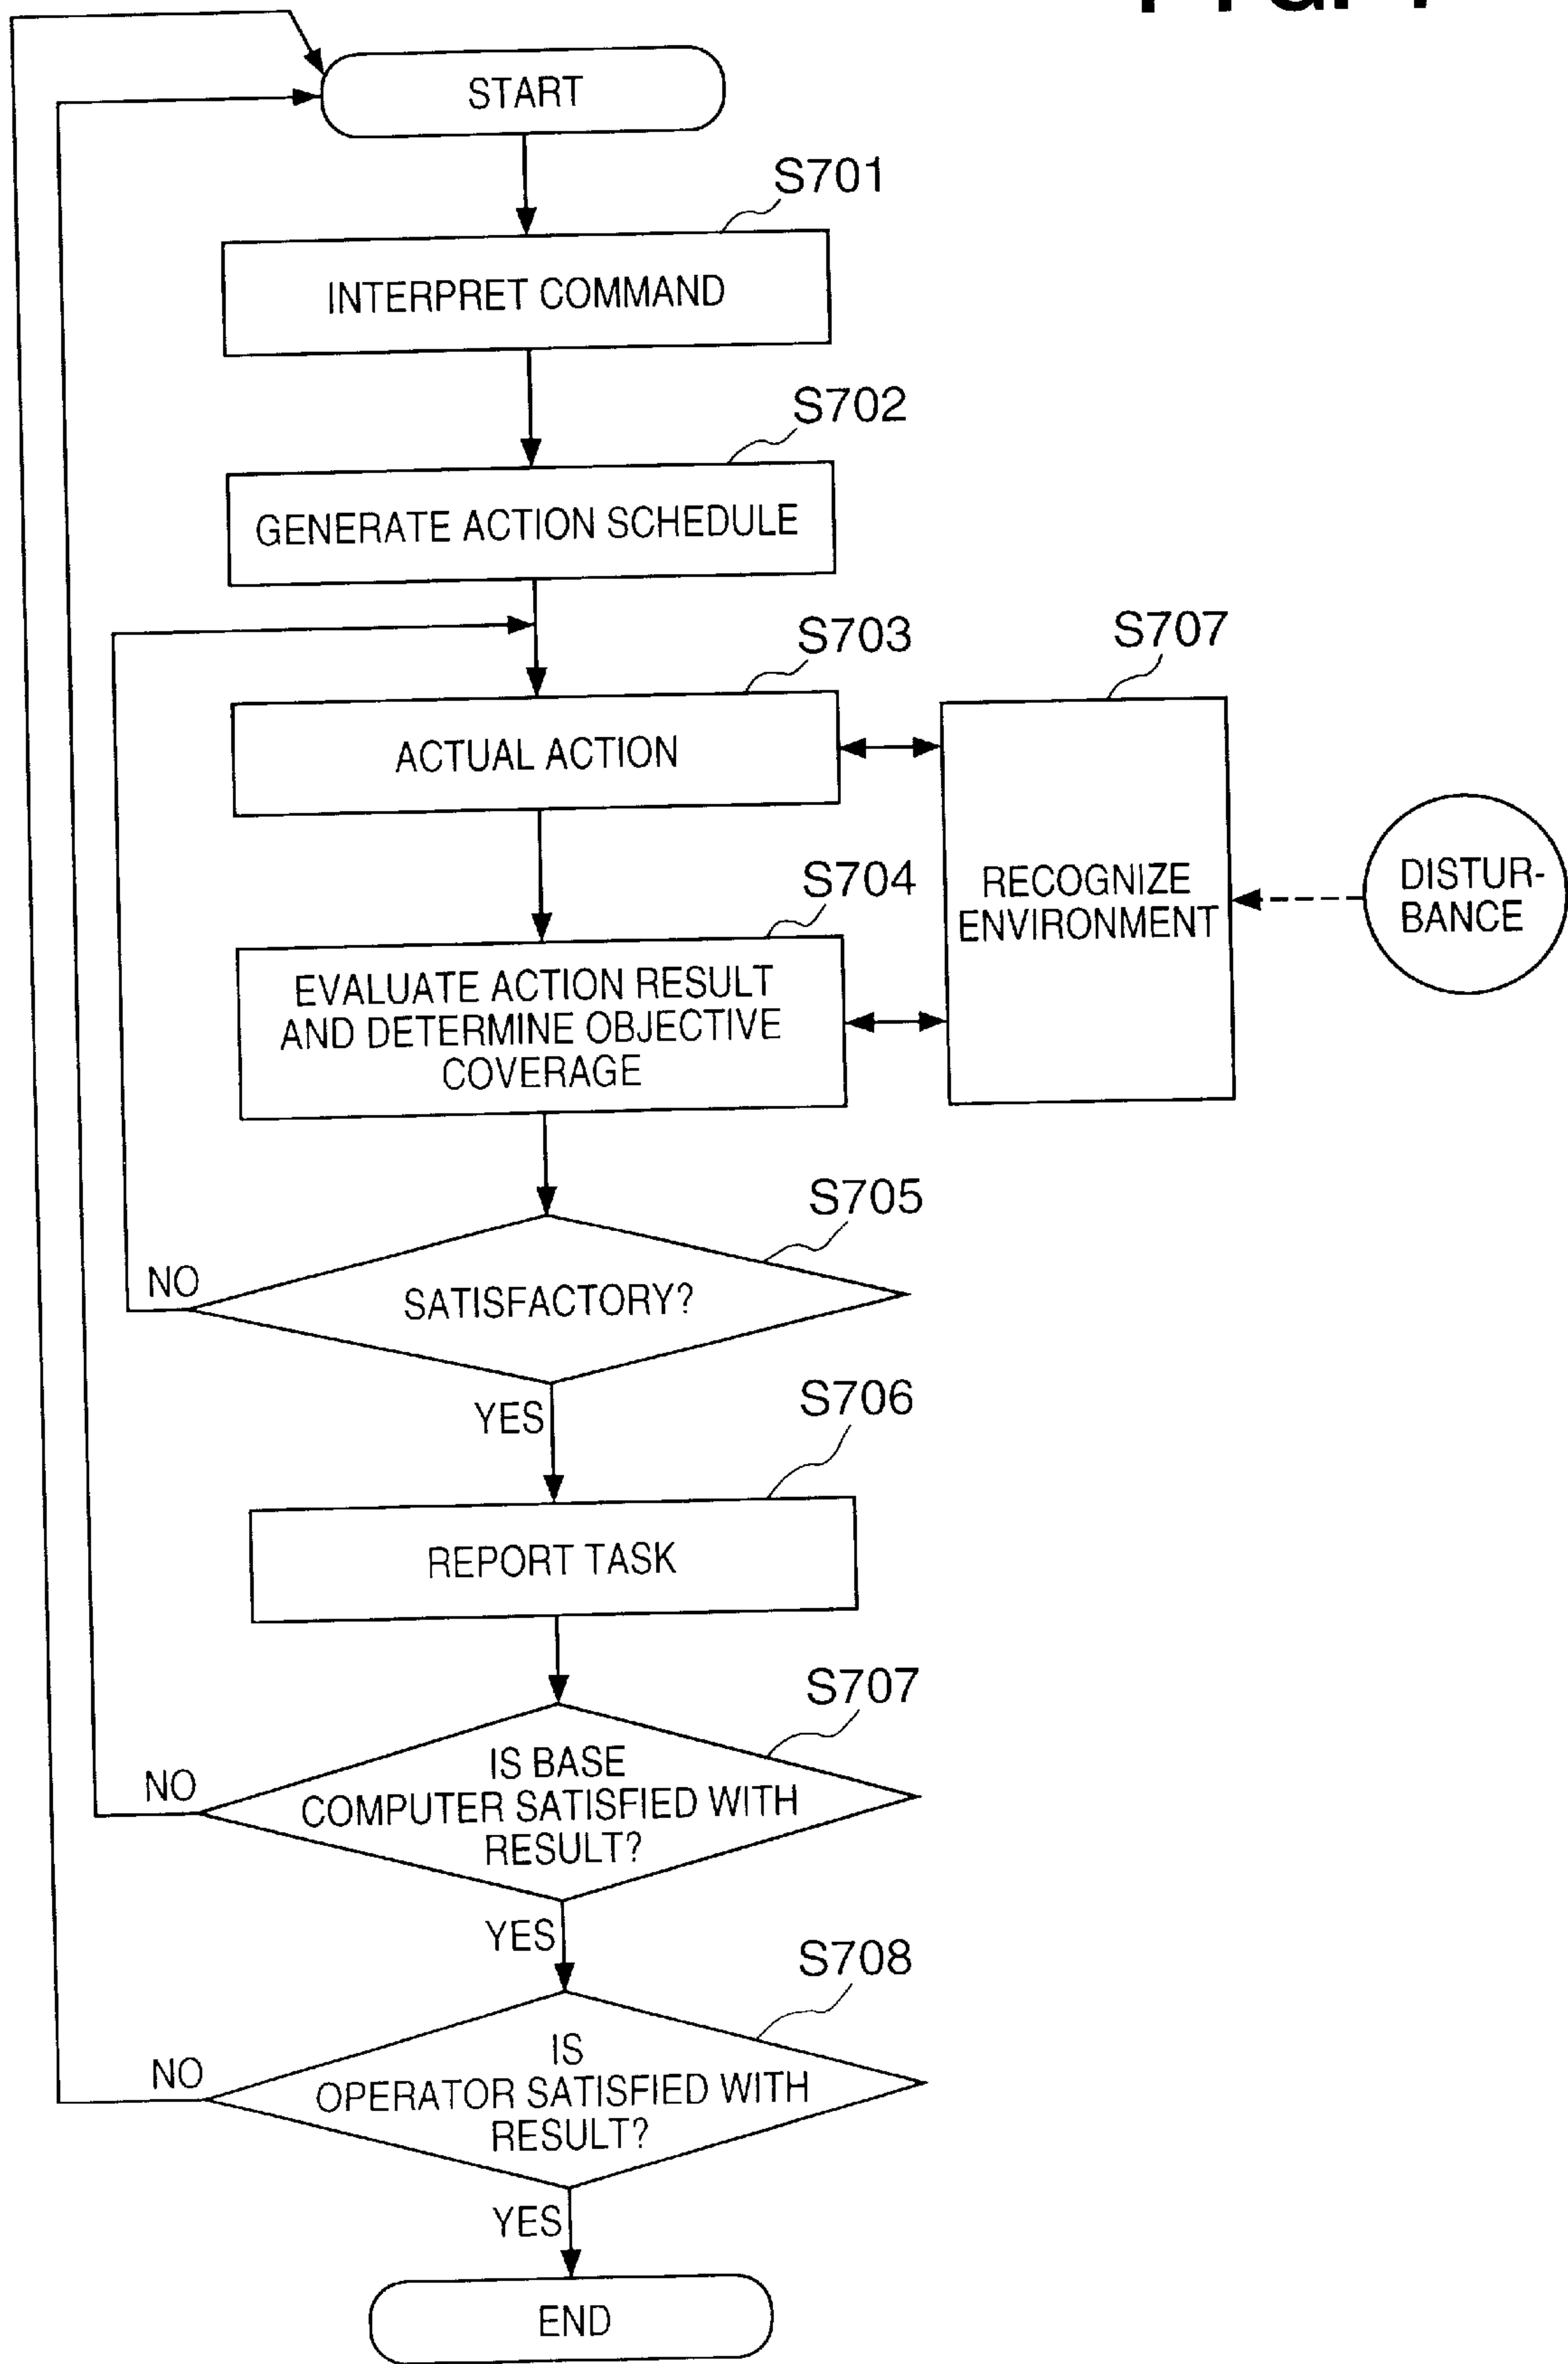 START
S701
INTERPRET COMMAND
S702
GENERATE ACTION SCHEDULE
S703
S707
ACTUAL ACTION
RECOGNIZE
ENVIRONMENT
DISTUR-
BANCE
S704
EVALUATE ACTION RESULT
AND DETERMINE OBJECTIVE
COVERAGE
S705
NO
SATISFACTORY?
YES
S706
REPORT TASK
S707
NO
IS BASE
COMPUTER SATISFIED WITH
RESULT?
YES
S708
NO
IS
OPERATOR SATISFIED WITH
RESULT?
YES
END